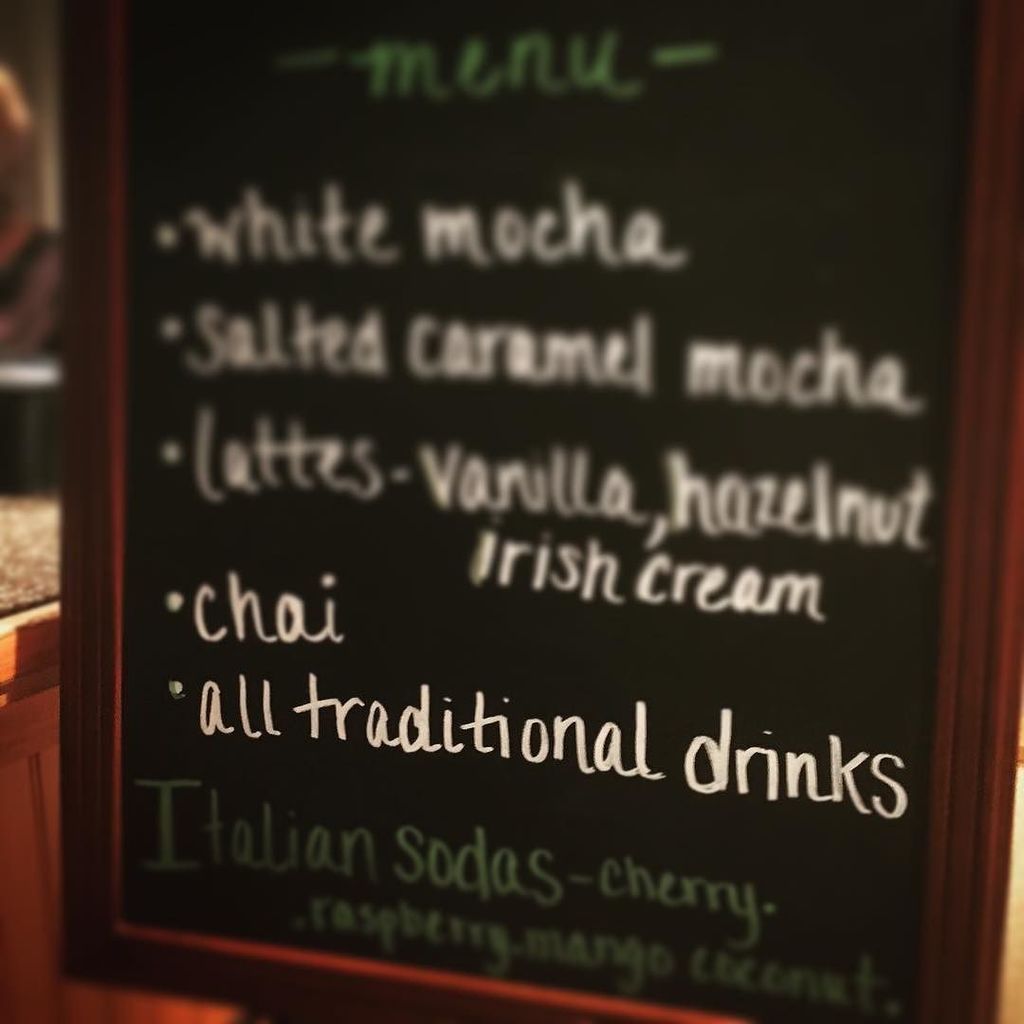 - menu -
• white mocha
• salted caramel mocha
• lattes - vanilla, hazelnut
irish cream
• chai
• all traditional drinks
Italian sodas - cherry.
. raspberry. mango coconut.